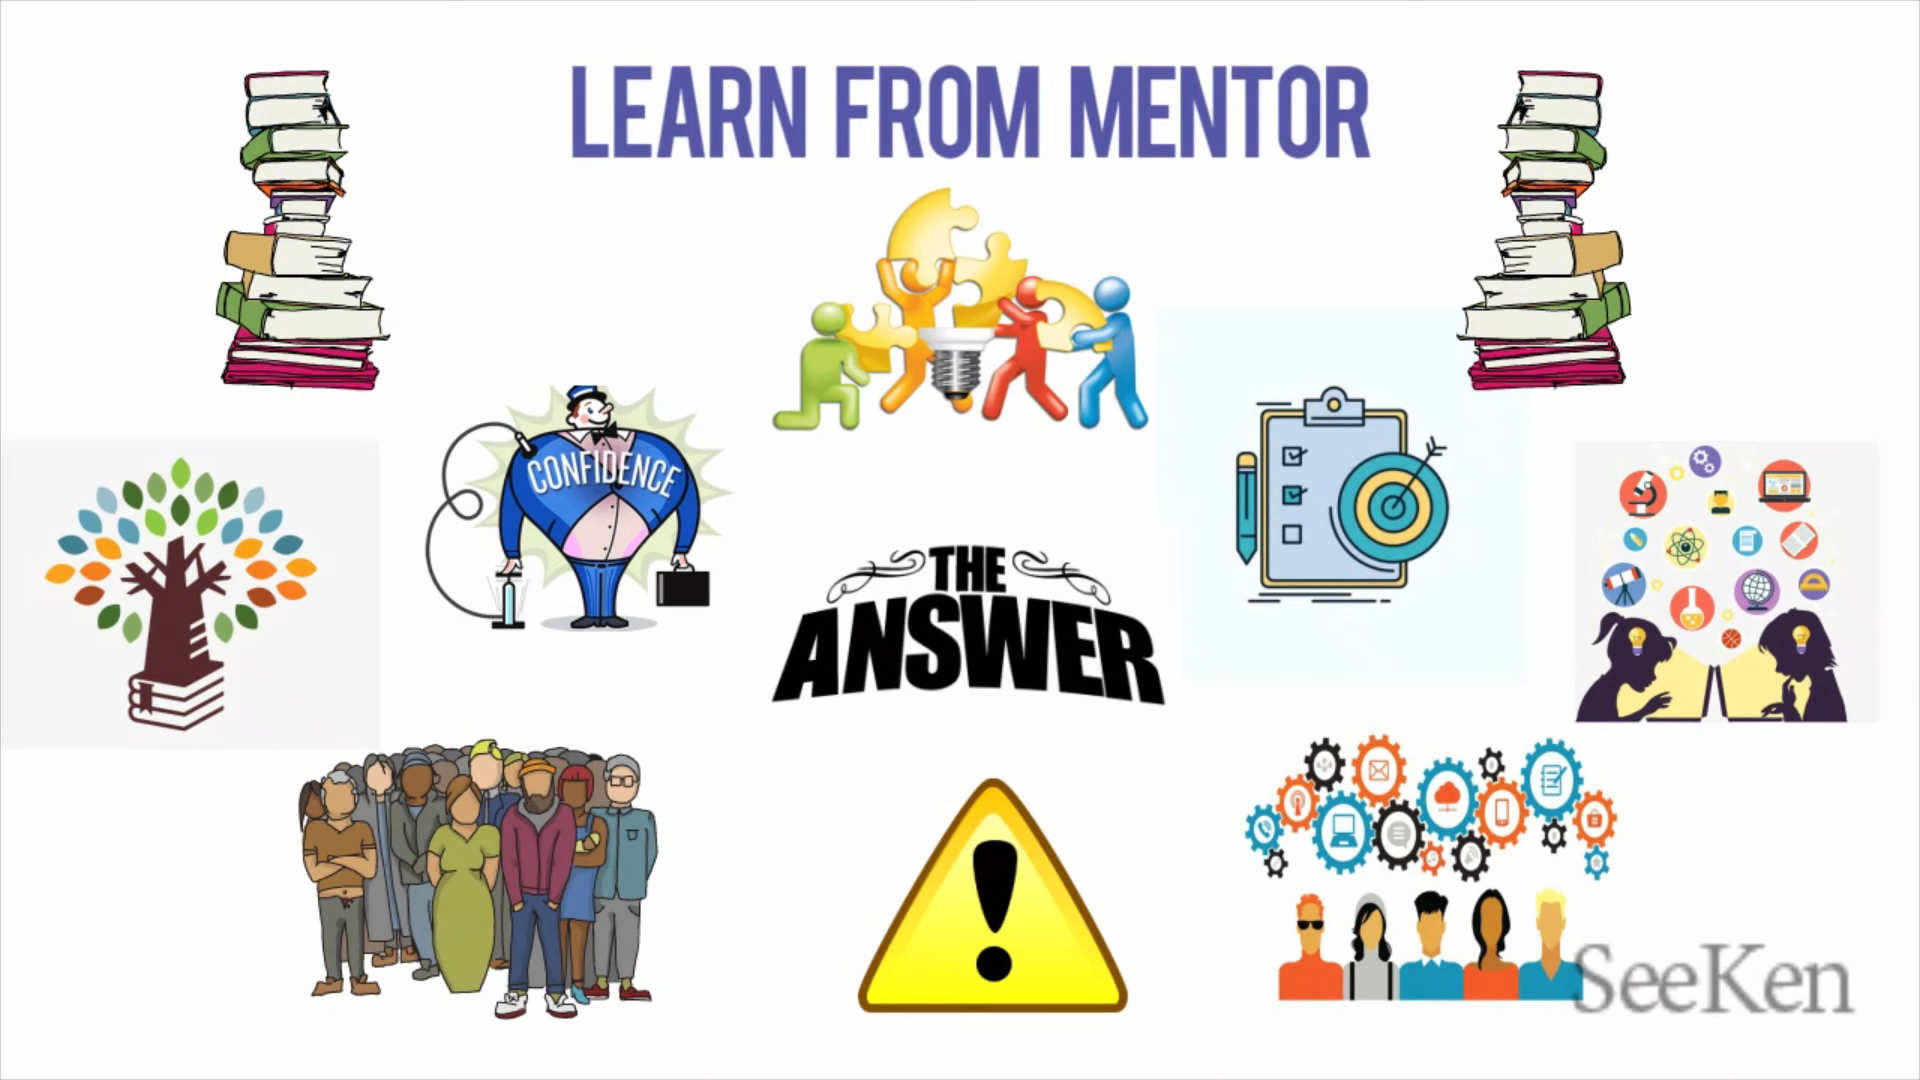 LEARN FROM MENTOR
CONFIDENCE
THE
ANSWER
SeeKen